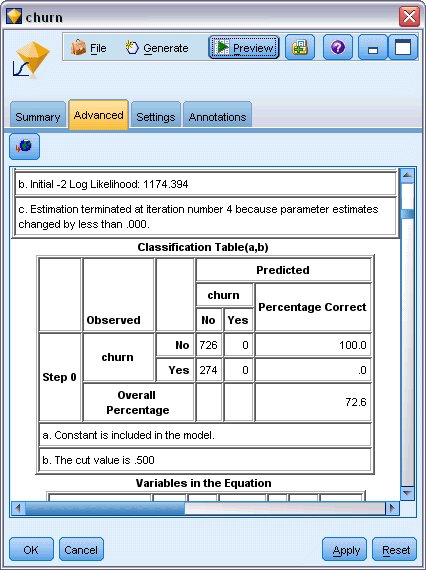 churn
File Generate Preview
Summary Advanced Settings Annotations
b. Initial -2 Log Likelihood: 1174.394
c. Estimation terminated at iteration number 4 because parameter estimates
changed by less than .000.
Classification Table(a,b)
Predicted
churn
Percentage Correct
Observed
No Yes
Step 0
churn
No 726 0 100.0
Yes 274 0 .0
Overall
Percentage
72.6
a. Constant is included in the model.
b. The cut value is .500
Variables in the Equation
OK Cancel Apply Reset